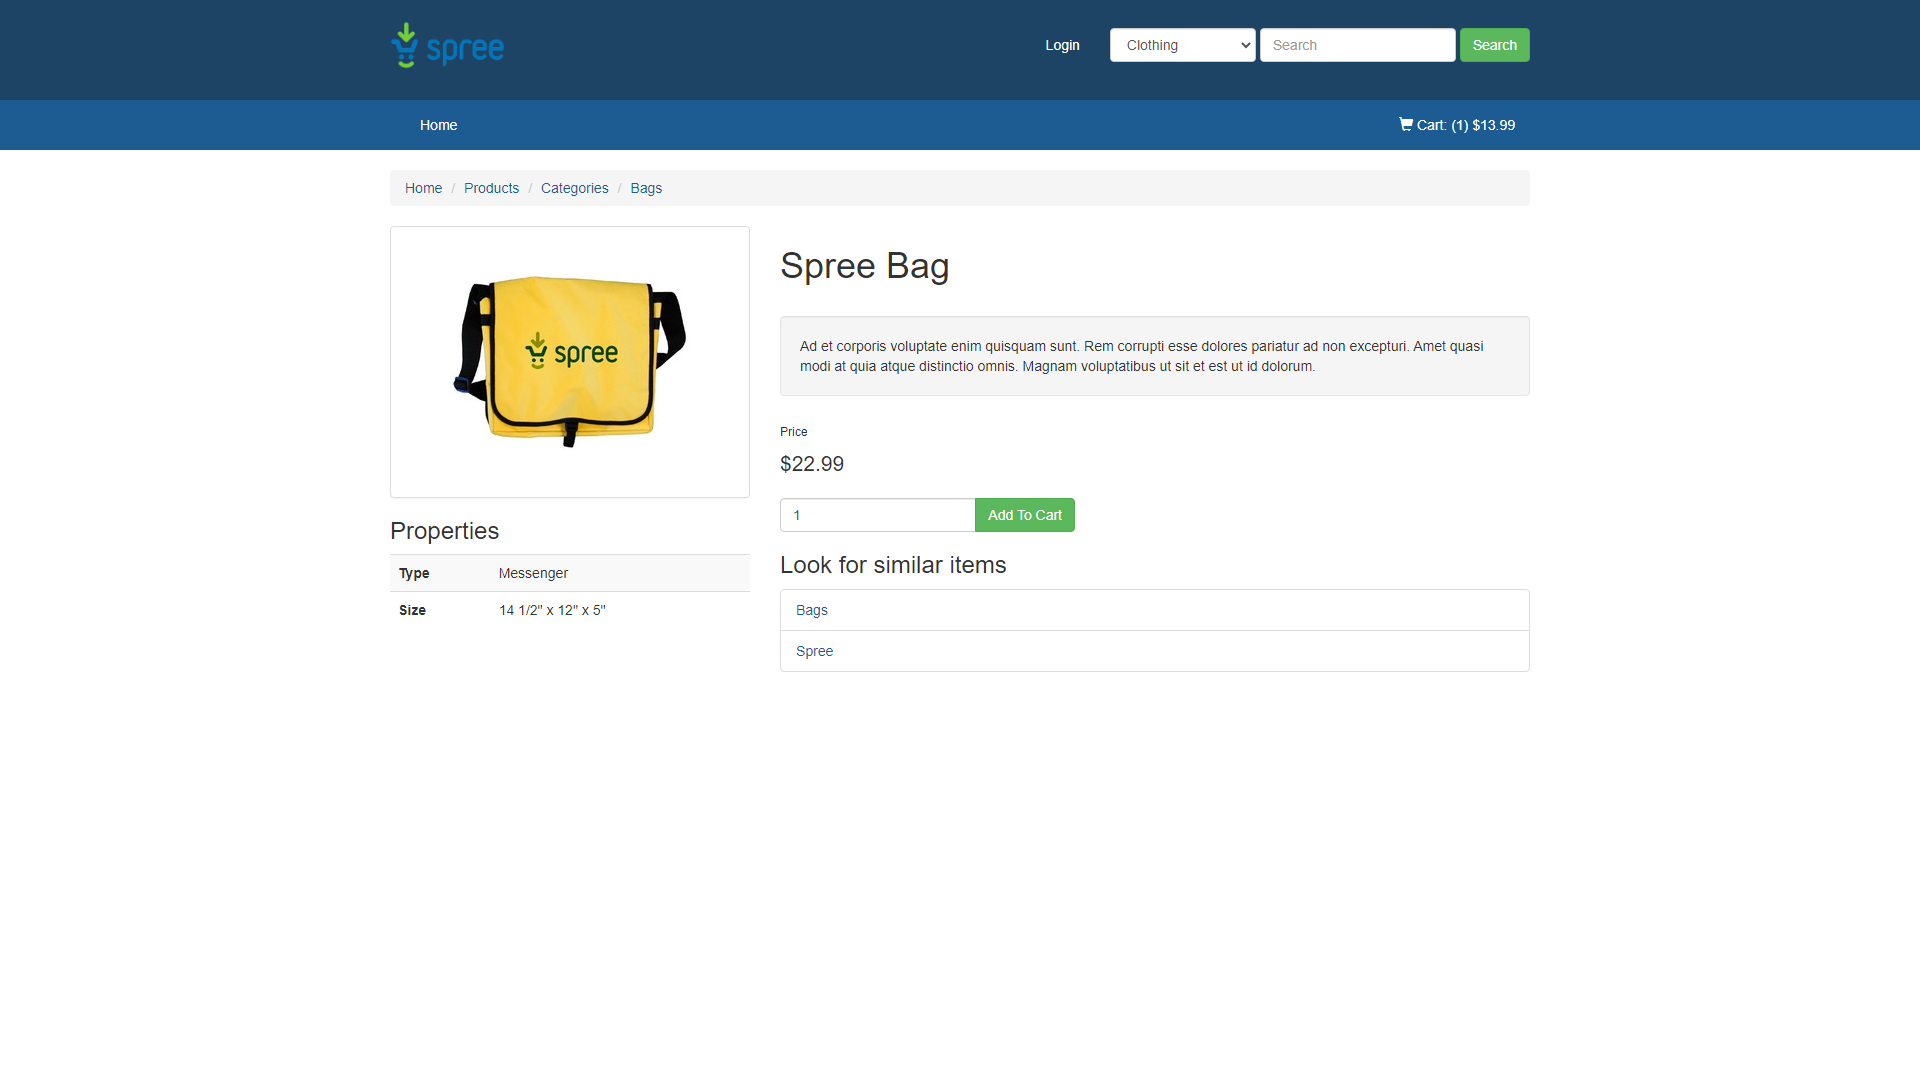 spree
Login
Clothing
Search
Search
Home
Cart: (1) $13.99
Home / Products / Categories / Bags
spree
Spree Bag
Ad et corporis voluptate enim quisquam sunt. Rem corrupti esse dolores pariatur ad non excepturi. Amet quasi
modi at quia atque distinctio omnis. Magnam voluptatibus ut sit et est ut id dolorum.
Price
$22.99
1
Add To Cart
Properties
Type Messenger
Size 14 1/2" x 12" x 5"
Look for similar items
Bags
Spree